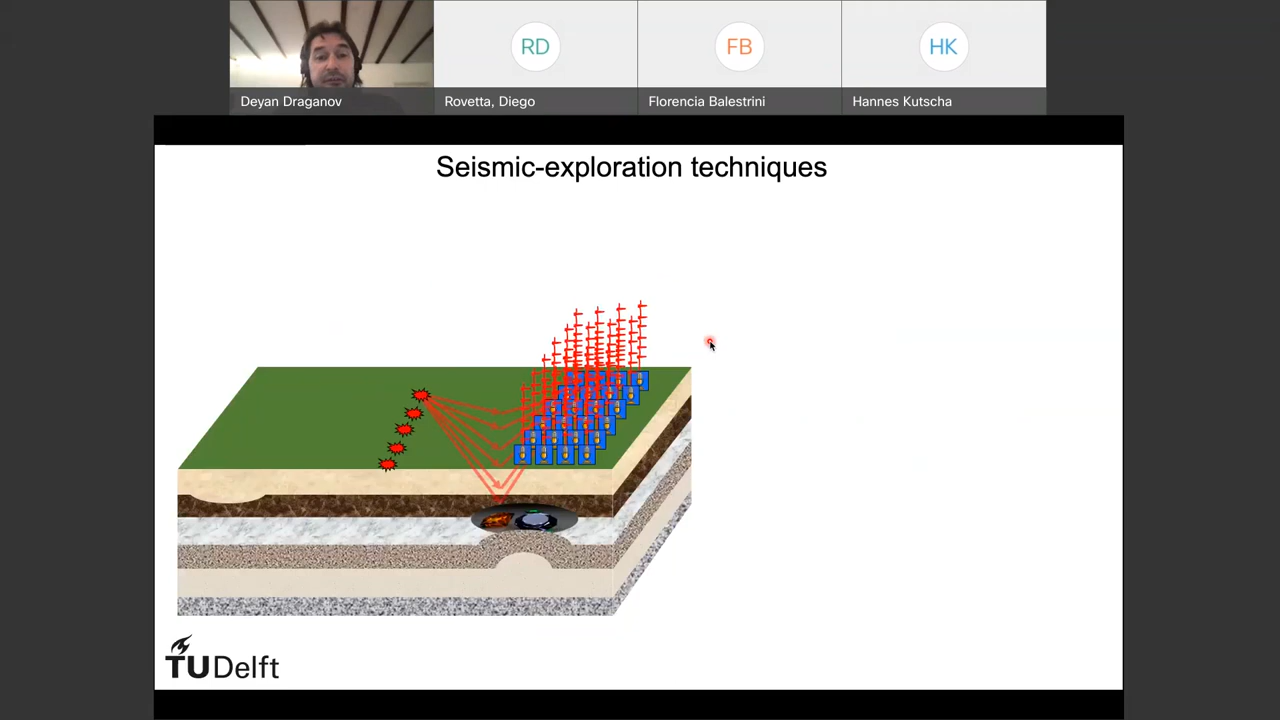 RD
FB
HK
Deyan Draganov
Rovetta, Diego
Florencia Balestrini
Hannes Kutscha
Seismic-exploration techniques
TUDelft